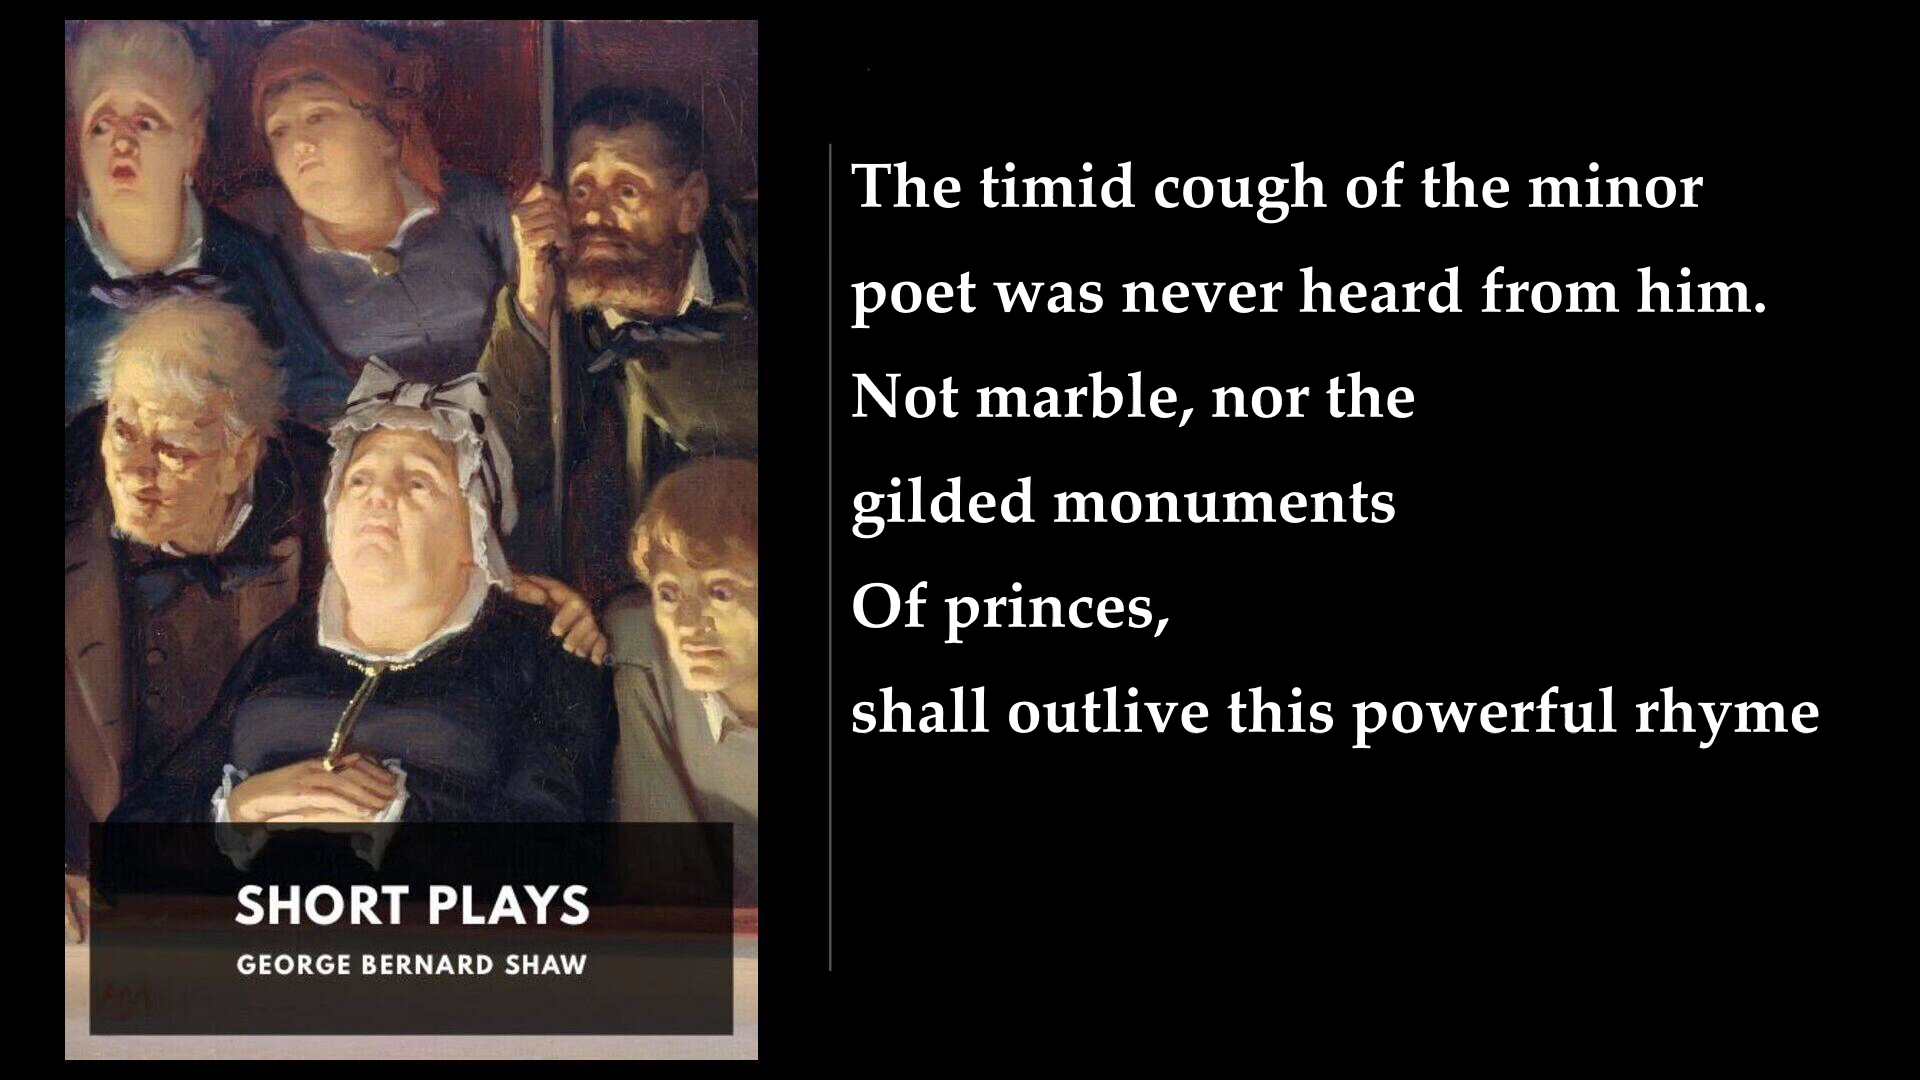 The timid cough of the minor
poet was never heard from him.
Not marble, nor the
gilded monuments
Of princes,
shall outlive this powerful rhyme
SHORT PLAYS
GEORGE BERNARD SHAW